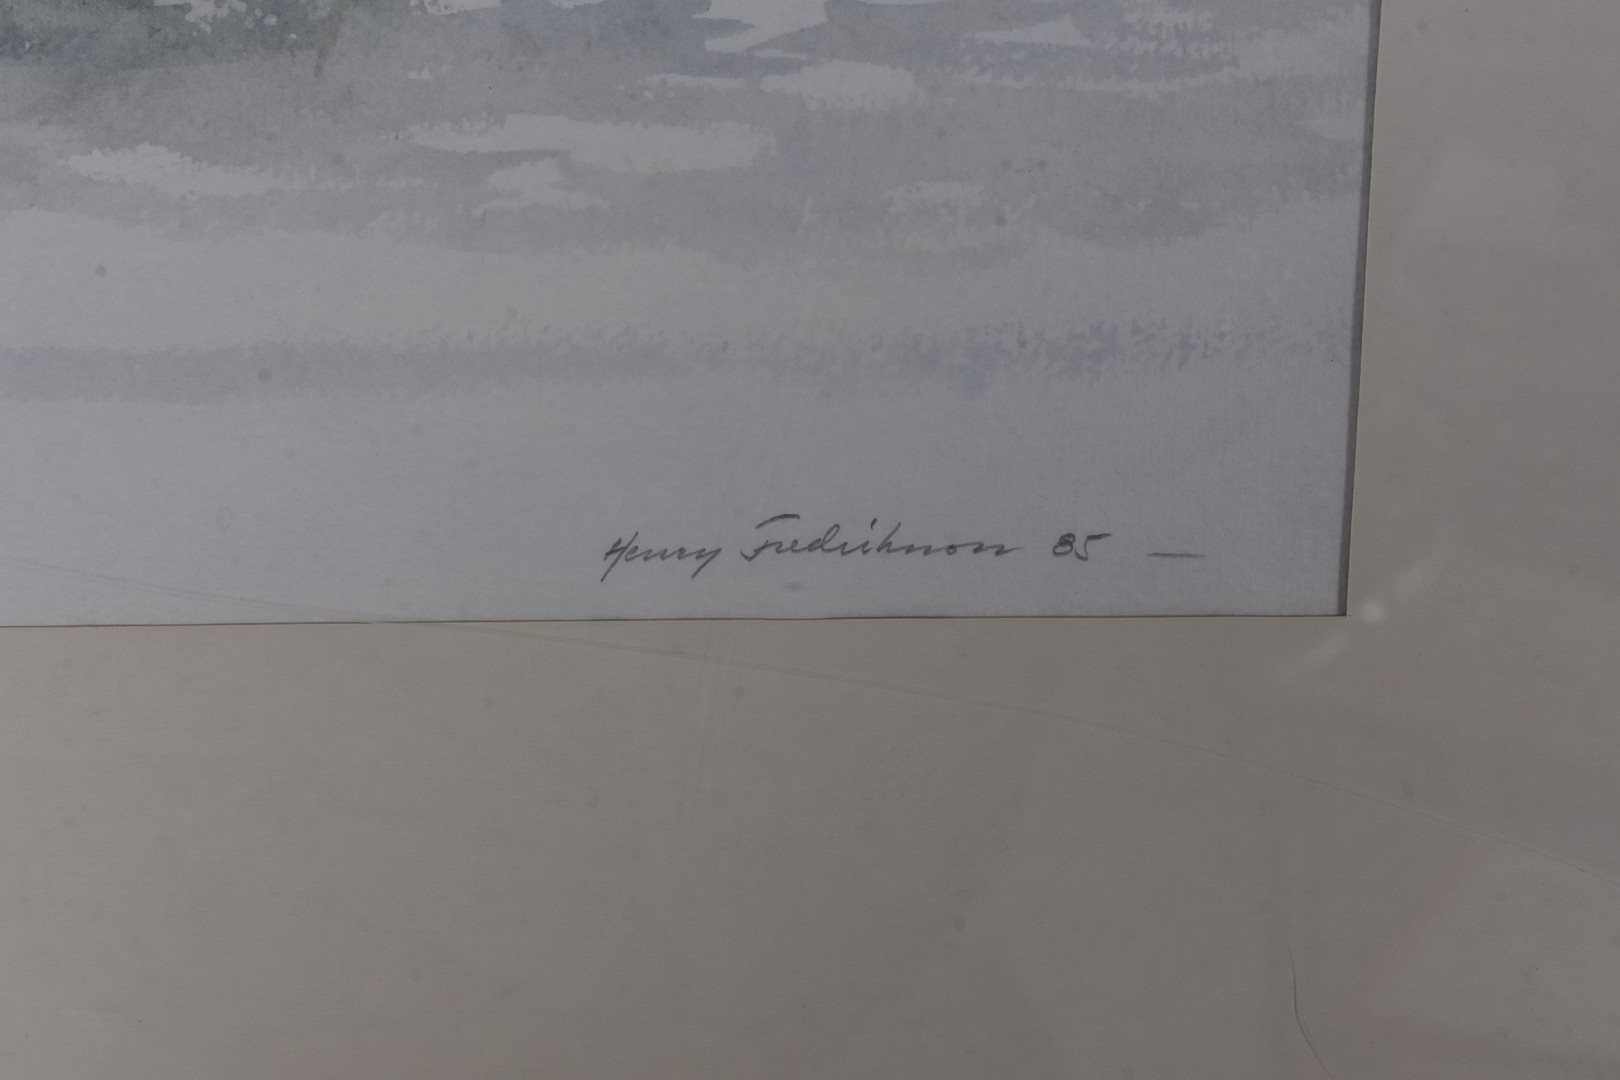 Henry Fredrikson 85 —